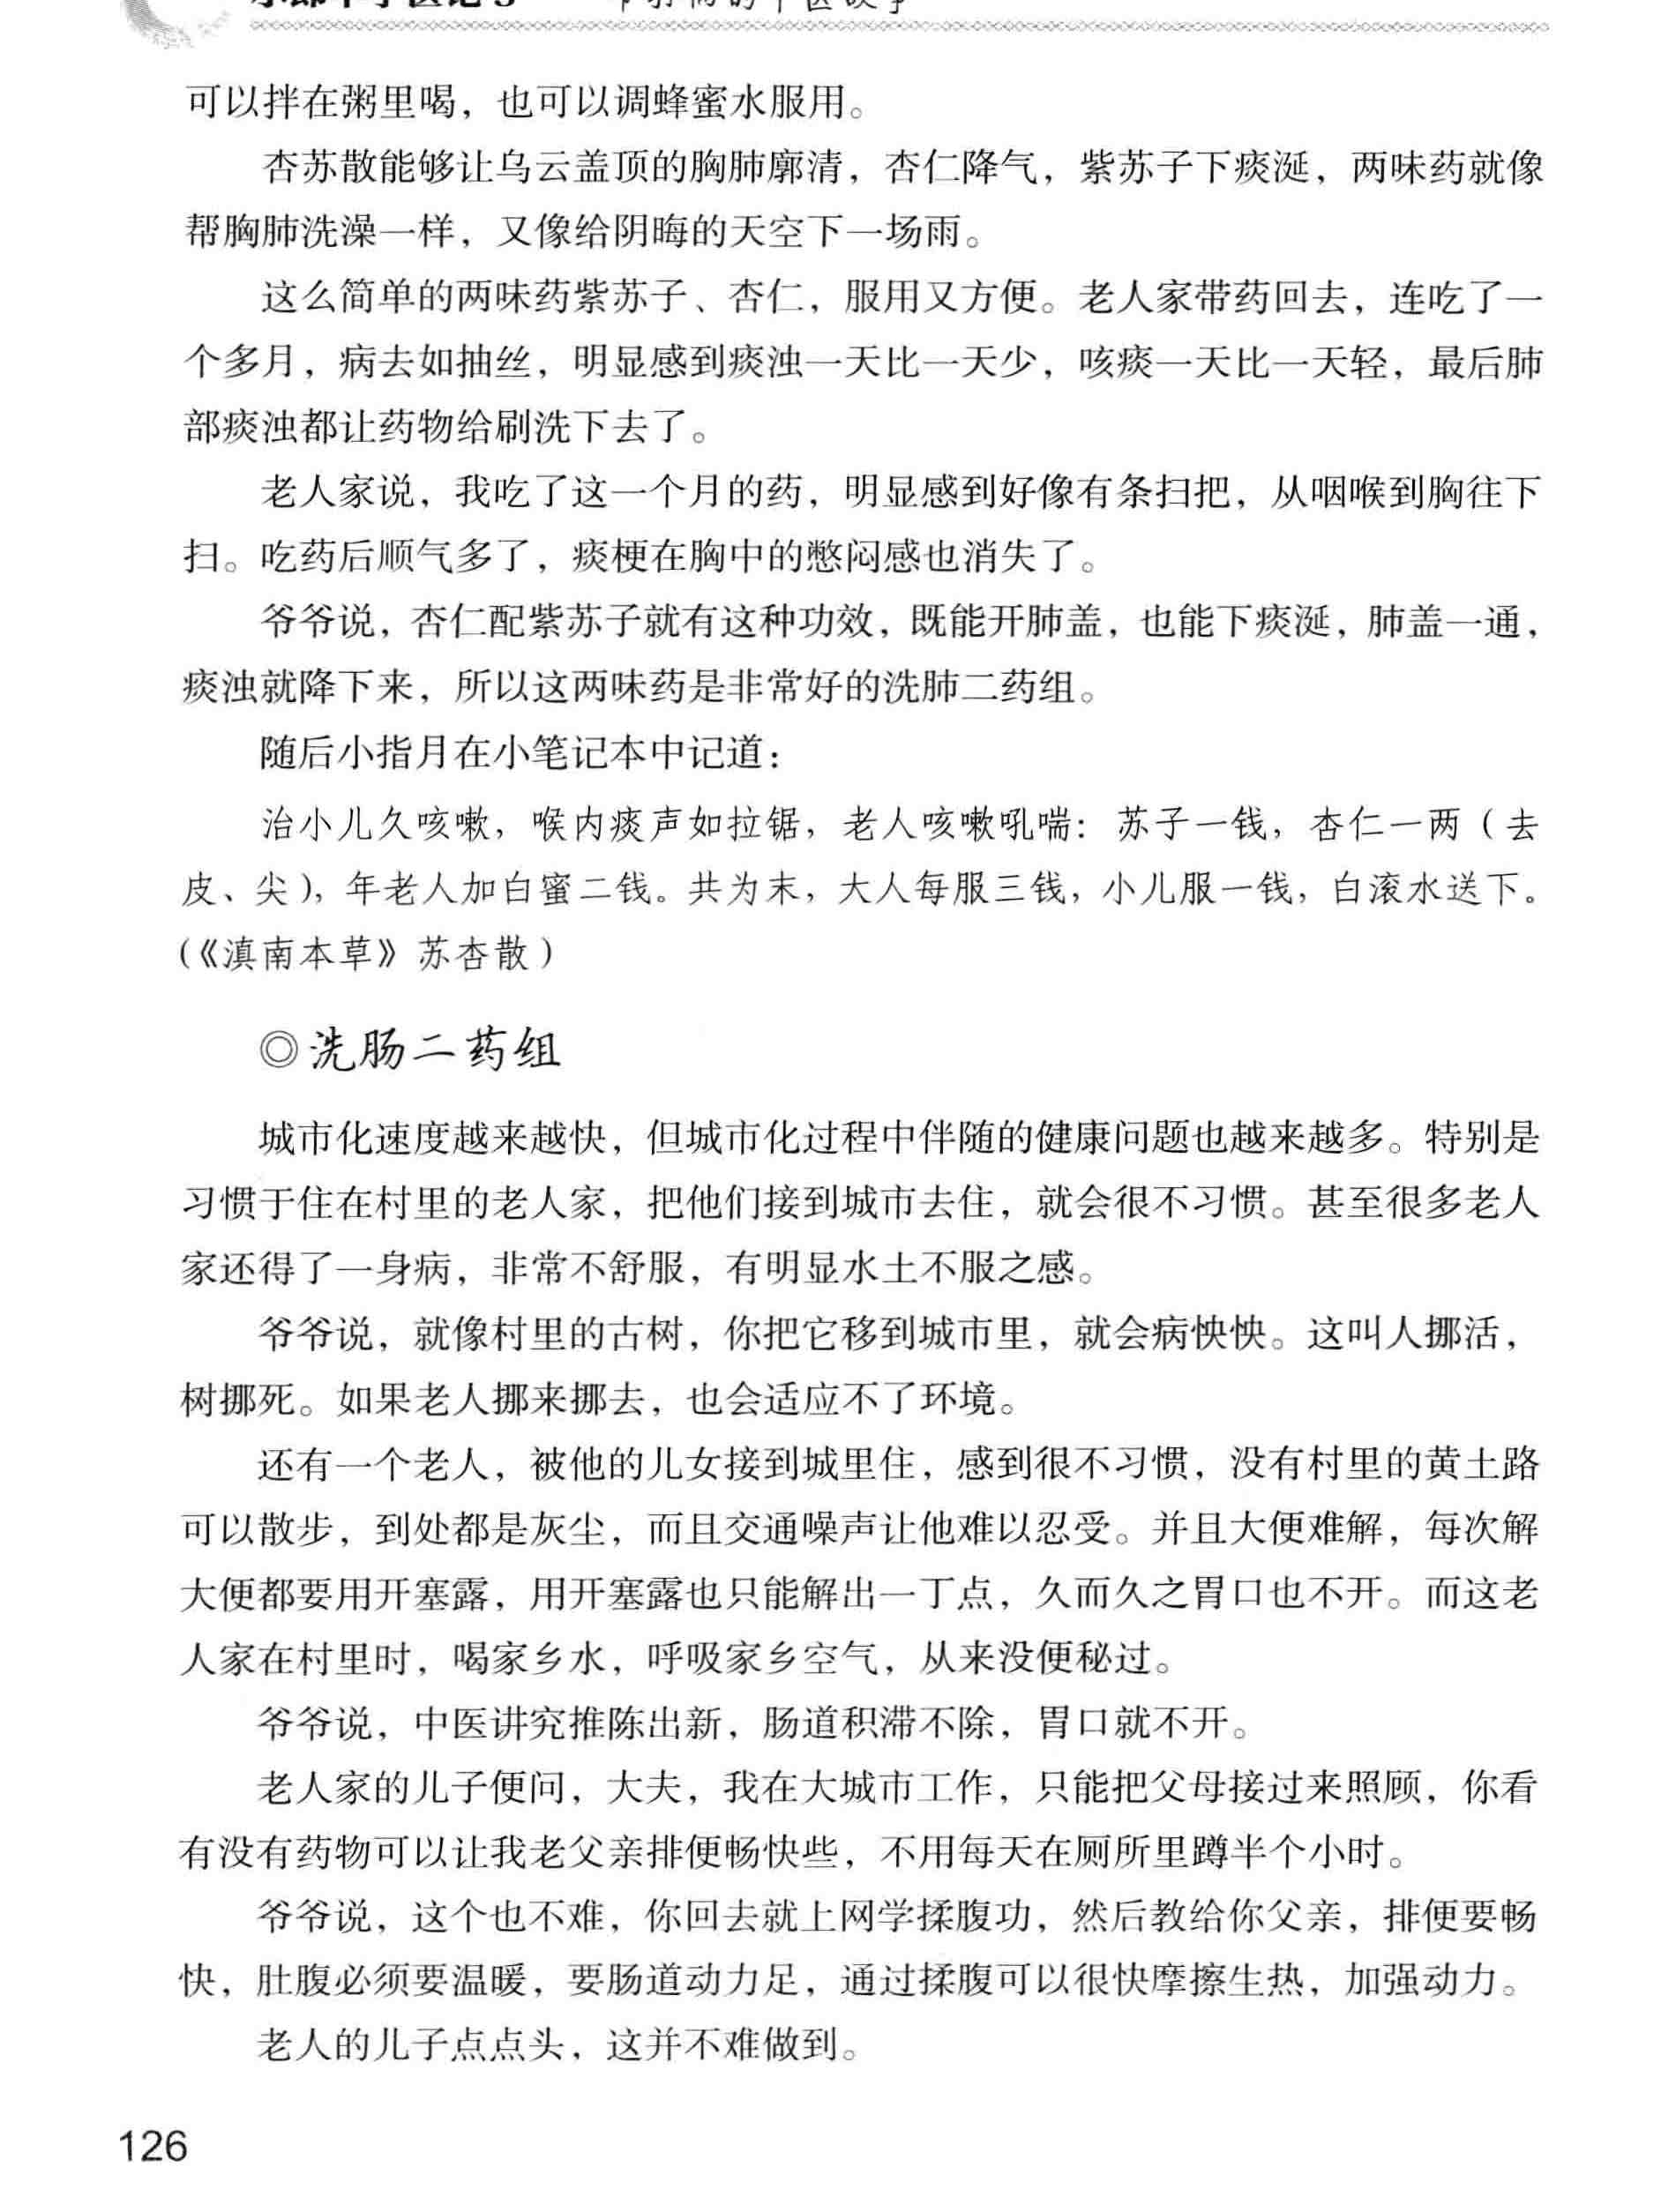 可以拌在粥里喝，也可以调蜂蜜水服用。
杏苏散能够让乌云盖顶的胸肺廓清，杏仁降气，紫苏子下痰涎，两味药就像
帮胸肺洗澡一样，又像给阴晦的天空下一场雨。
这么简单的两味药紫苏子、杏仁，服用又方便。老人家带药回去，连吃了一
个多月，病去如抽丝，明显感到痰浊一天比一天少，咳痰一天比一天轻，最后肺
部痰浊都让药物给刷洗下去了。
老人家说，我吃了这一个月的药，明显感到好像有条扫把，从咽喉到胸往下
扫。吃药后顺气多了，痰梗在胸中的憋闷感也消失了。
爷爷说，杏仁配紫苏子就有这种功效，既能开肺盖，也能下痰涎，肺盖一通，
痰浊就降下来，所以这两味药是非常好的洗肺二药组。
随后小指月在小笔记本中记道：
治小儿久咳嗽，喉内痰声如拉锯，老人咳嗽吼喘：苏子一钱，杏仁一两（去
皮、尖），年老人加白蜜二钱。共为末，大人每服三钱，小儿服一钱，白滚水送下。
（《滇南本草》苏杏散）
◎洗肠二药组
城市化速度越来越快，但城市化过程中伴随的健康问题也越来越多。特别是
习惯于住在村里的老人家，把他们接到城市去住，就会很不习惯。甚至很多老人
家还得了一身病，非常不舒服，有明显水土不服之感。
爷爷说，就像村里的古树，你把它移到城市里，就会病怏怏。这叫人挪活，
树挪死。如果老人挪来挪去，也会适应不了环境。
还有一个老人，被他的儿女接到城里住，感到很不习惯，没有村里的黄土路
可以散步，到处都是灰尘，而且交通噪声让他难以忍受。并且大便难解，每次解
大便都要用开塞露，用开塞露也只能解出一丁点，久而久之胃口也不开。而这老
人家在村里时，喝家乡水，呼吸家乡空气，从来没便秘过。
爷爷说，中医讲究推陈出新，肠道积滞不除，胃口就不开。
老人家的儿子便问，大夫，我在大城市工作，只能把父母接过来照顾，你看
有没有药物可以让我老父亲排便畅快些，不用每天在厕所里蹲半个小时。
爷爷说，这个也不难，你回去就上网学揉腹功，然后教给你父亲，排便要畅
快，肚腹必须要温暖，要肠道动力足，通过揉腹可以很快摩擦生热，加强动力。
老人的儿子点点头，这并不难做到。
126